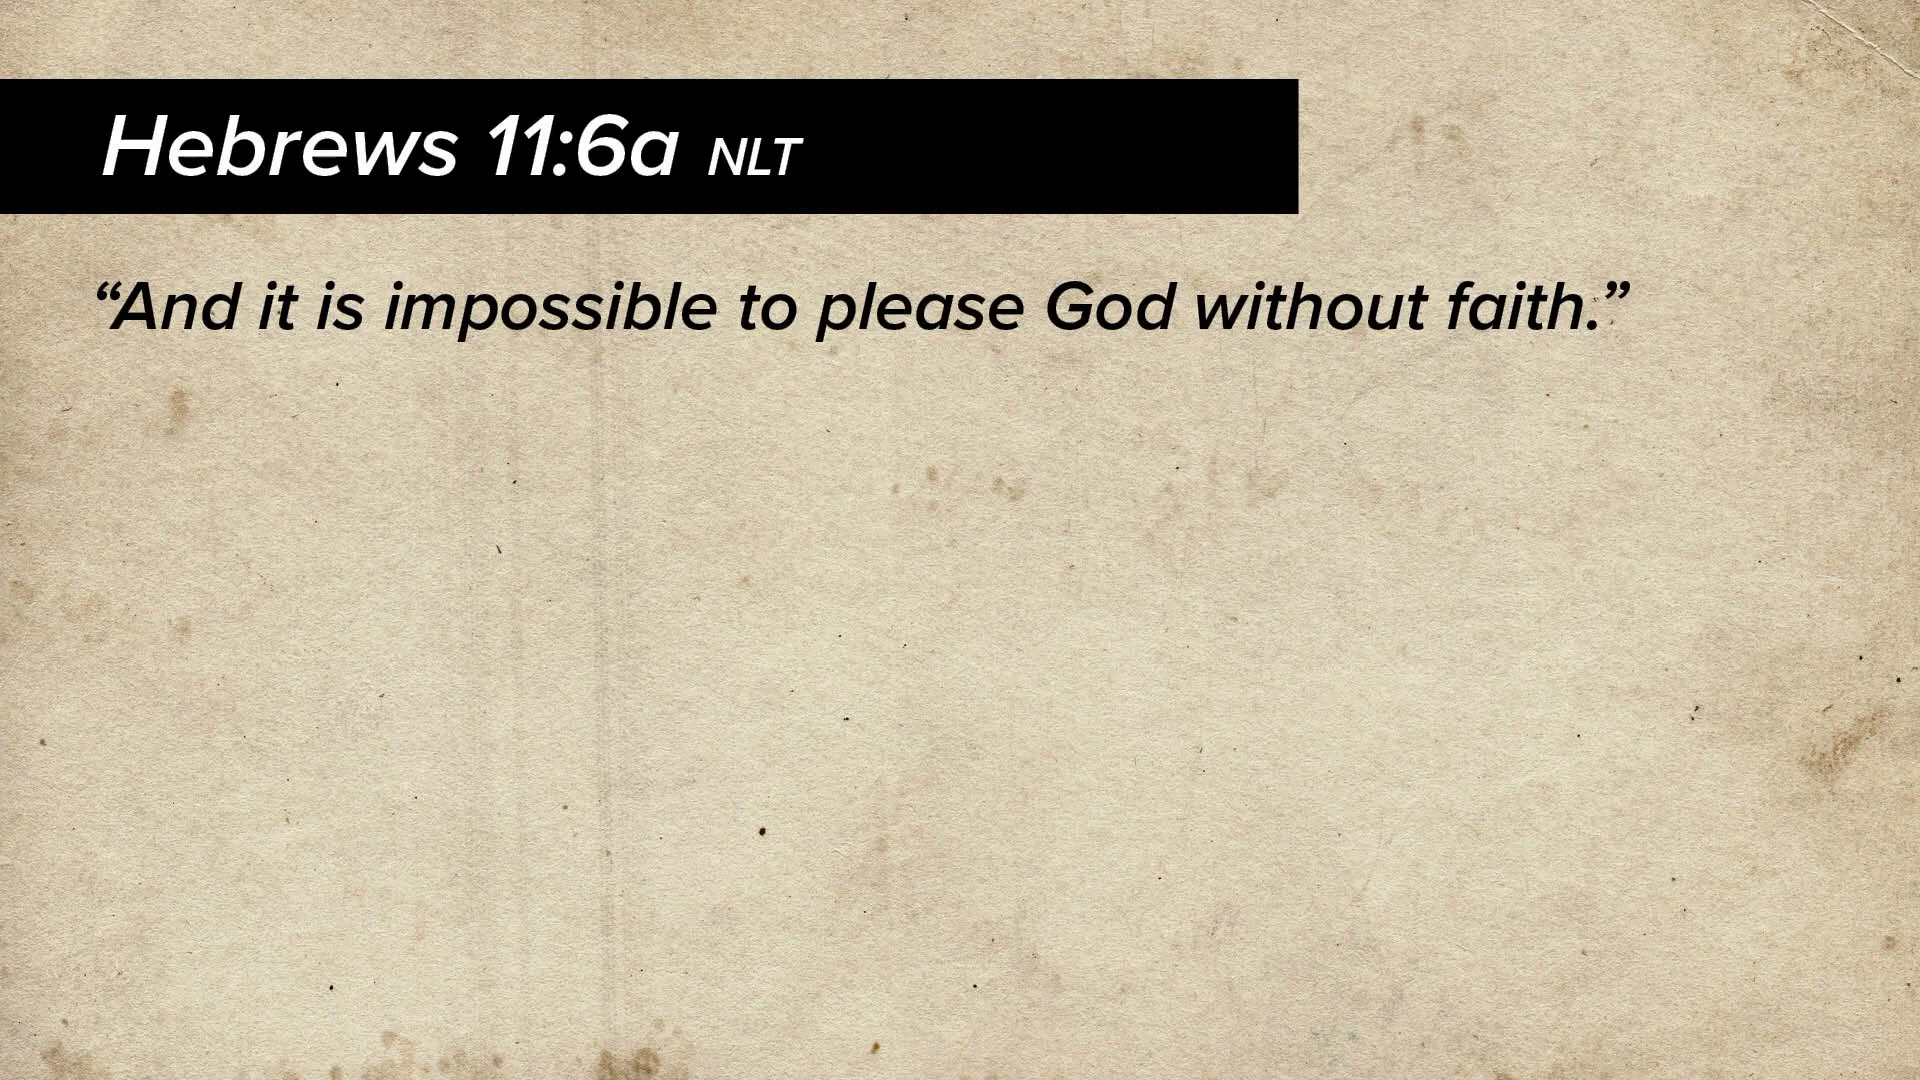 Hebrews 11:6a NLT
“And it is impossible to please God without faith.”